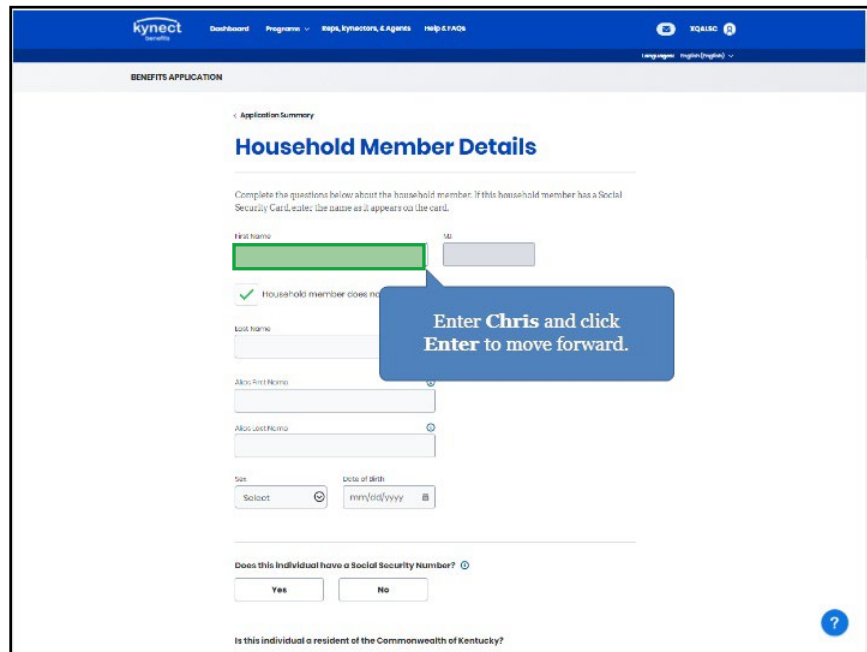 kynect
benefits
Dashboard Programs Reps, kynectors, & Agents Help & FAQs XQALSC
Languages: English (English)
BENEFITS APPLICATION
< Application Summary
Household Member Details
Complete the questions below about the household member. If this household member has a Social
Security Card, enter the name as it appears on the card.
First Name MI
Household member does
Enter Chris and click
Enter to move forward.
Last Name
Alias First Name
Alias Last Name
Sex Date of Birth
Select mm/dd/yyyy
Does this individual have a Social Security Number?
Yes No
?
Is this individual a resident of the Commonwealth of Kentucky?